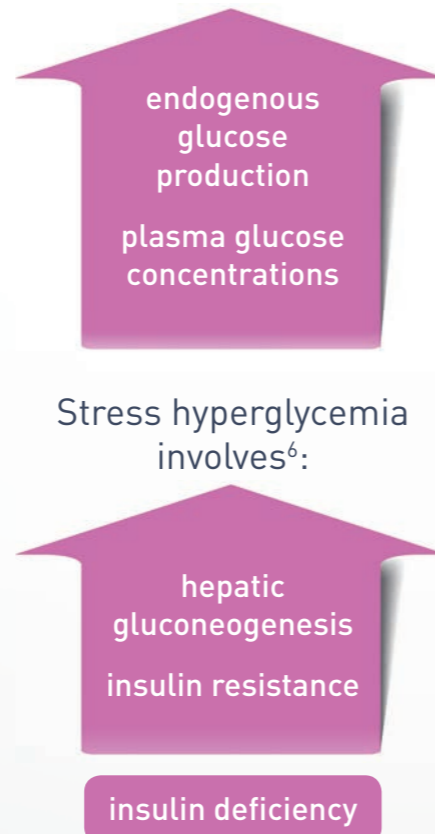 endogenous
glucose
production
plasma glucose
concentrations
Stress hyperglycemia
involves⁶:
hepatic
gluconeogenesis
insulin resistance
insulin deficiency